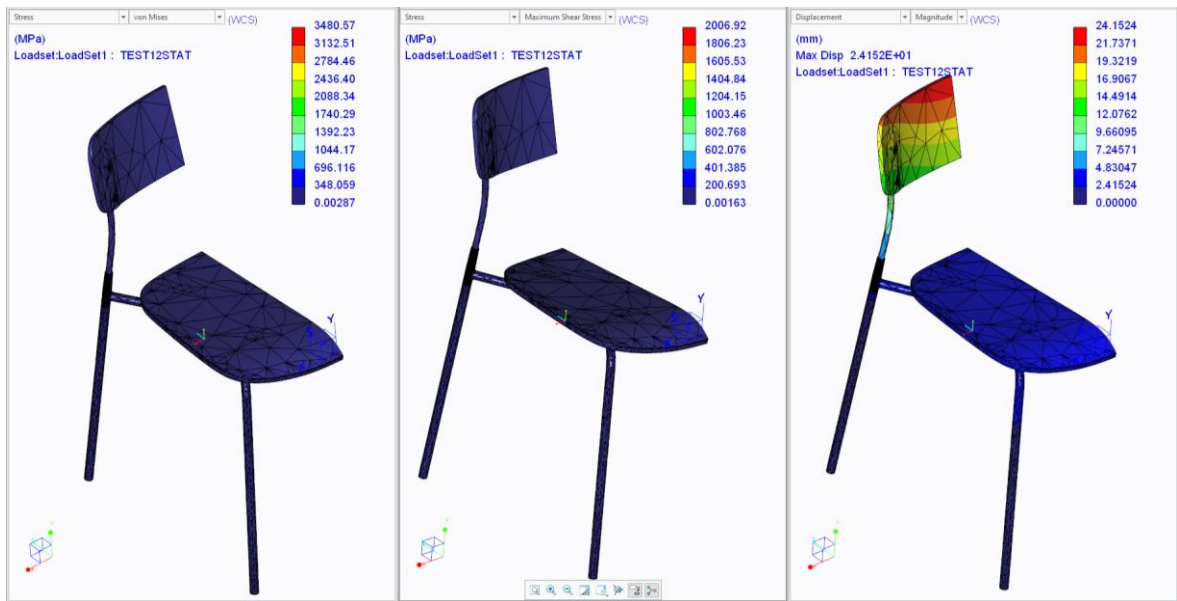 Stress von Mises (WCS)
(MPa)
Loadset:LoadSet1 : TEST12STAT
3480.57
3132.51
2784.46
2436.40
2088.34
1740.29
1392.23
1044.17
696.116
348.059
0.00287
Y
Stress Maximum Shear Stress (WCS)
(MPa)
Loadset:LoadSet1 : TEST12STAT
2006.92
1806.23
1605.53
1404.84
1204.15
1003.46
802.768
602.076
401.385
200.693
0.00163
Y
Displacement Magnitude (WCS)
(mm)
Max Disp 2.4152E+01
Loadset:LoadSet1 : TEST12STAT
24.1524
21.7371
19.3219
16.9067
14.4914
12.0762
9.66095
7.24571
4.83047
2.41524
0.00000
Y